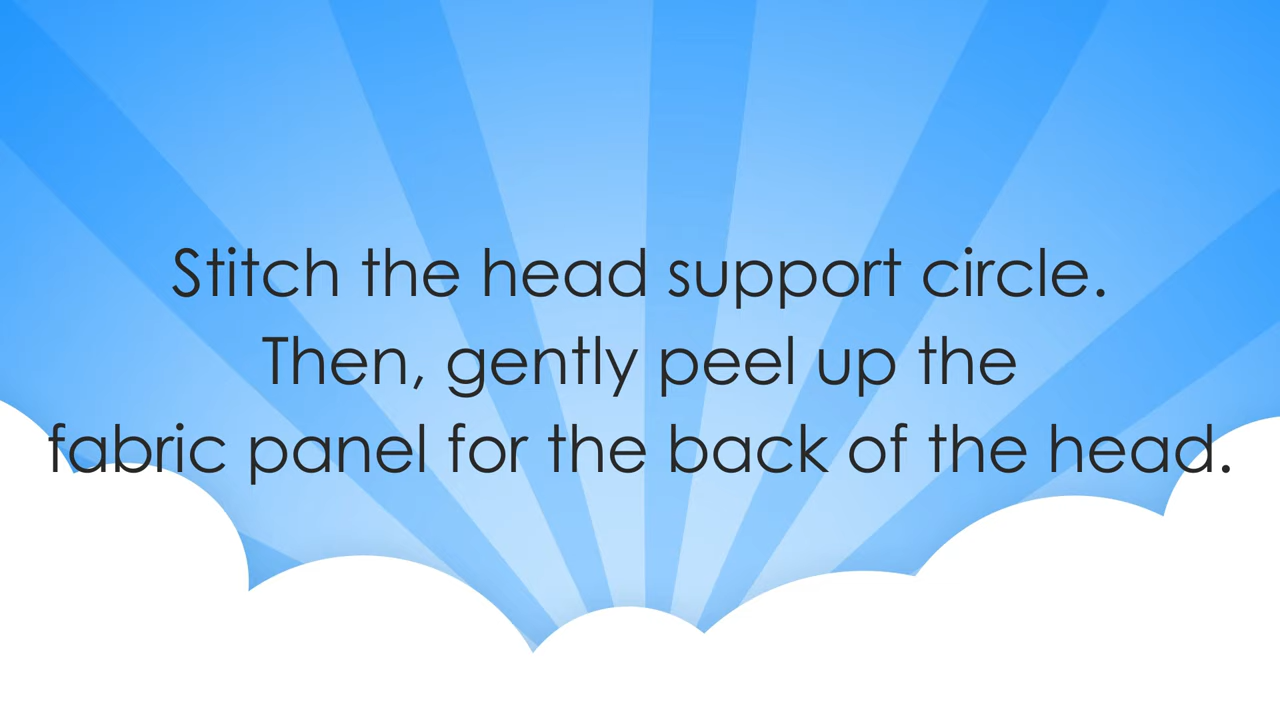 Stitch the head support circle.
Then, gently peel up the
fabric panel for the back of the head.